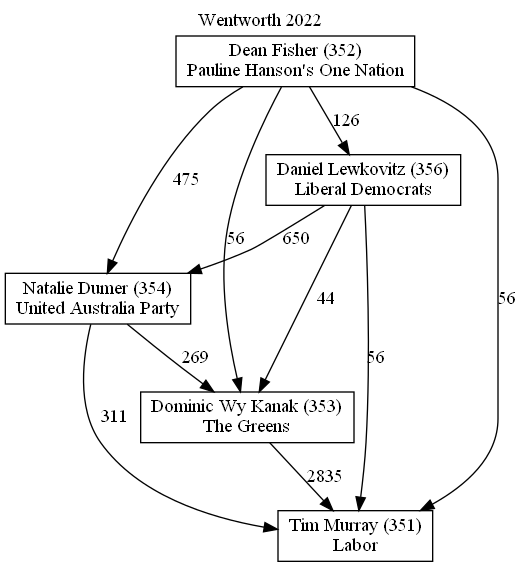 Wentworth 2022
Dean Fisher (352)
Pauline Hanson's One Nation
126
Daniel Lewkovitz (356)
Liberal Democrats
475
56
650
44
56
56
Natalie Dumer (354)
United Australia Party
269
311
Dominic Wy Kanak (353)
The Greens
2835
Tim Murray (351)
Labor